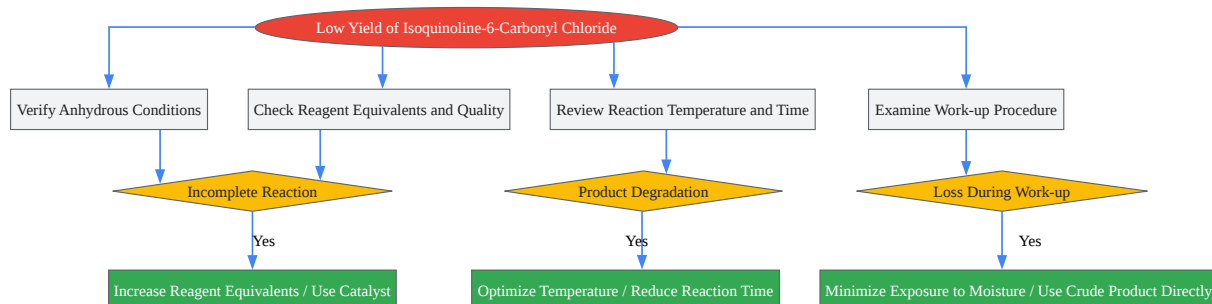 Low Yield of Isoquinoline-6-Carbonyl Chloride
Verify Anhydrous Conditions
Check Reagent Equivalents and Quality
Review Reaction Temperature and Time
Examine Work-up Procedure
Incomplete Reaction
Product Degradation
Loss During Work-up
Yes
Yes
Yes
Increase Reagent Equivalents / Use Catalyst
Optimize Temperature / Reduce Reaction Time
Minimize Exposure to Moisture / Use Crude Product Directly